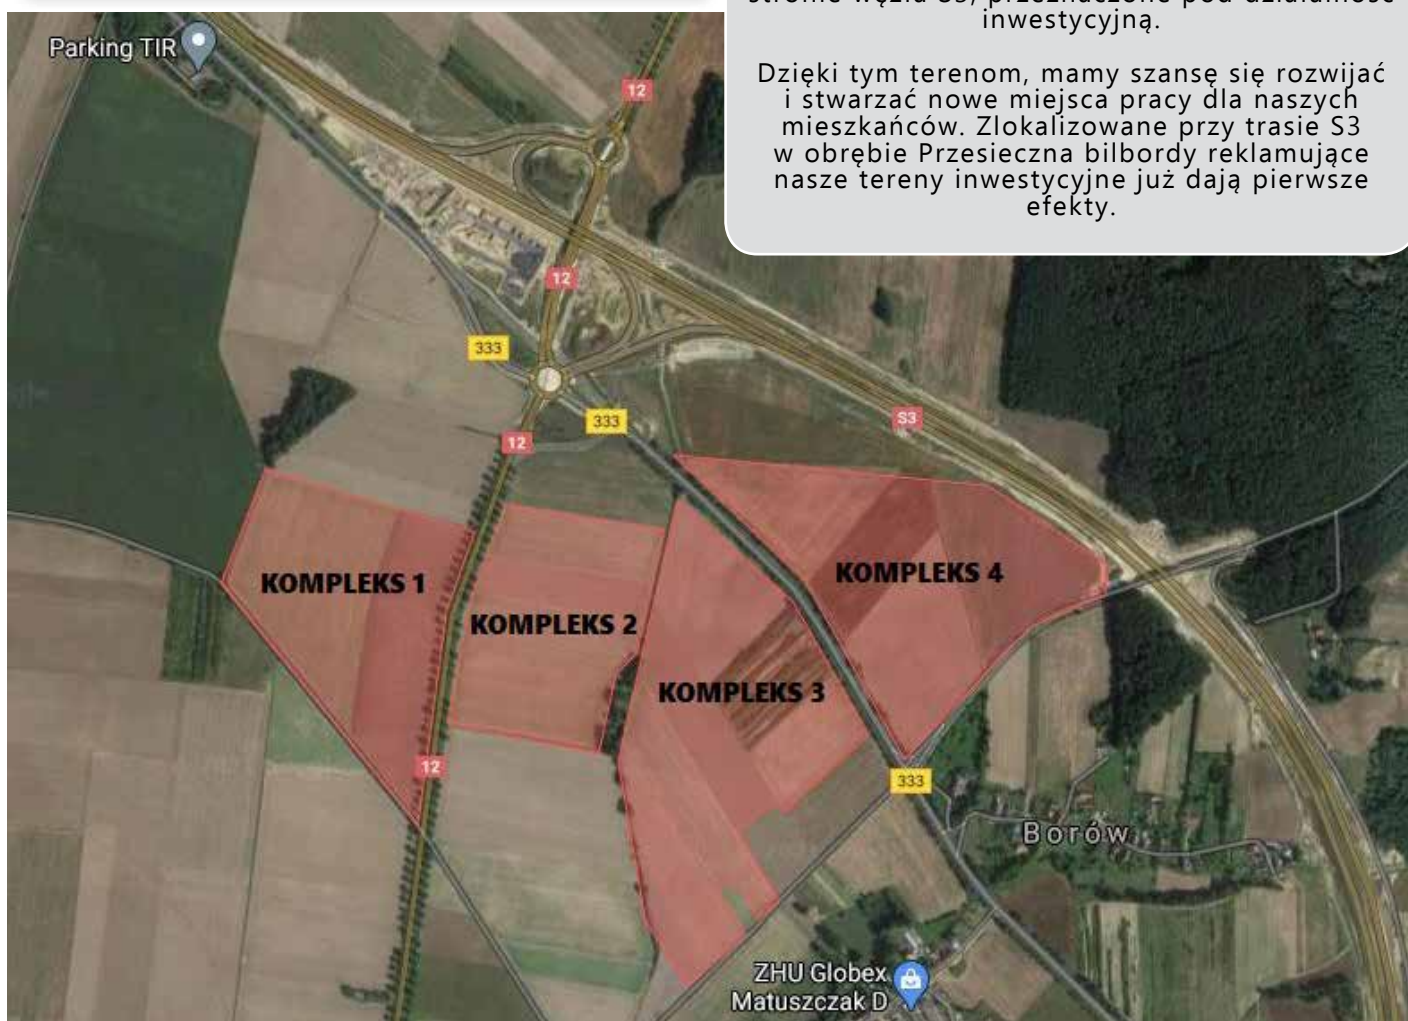 inwestycyjną.
Dzięki tym terenom, mamy szansę się rozwijać
i stwarzać nowe miejsca pracy dla naszych
mieszkańców. Zlokalizowane przy trasie S3
w obrębie Przesieczna bilbordy reklamujące
nasze tereny inwestycyjne już dają pierwsze
efekty.
Parking TIR
12
12
333
333
12
S3
KOMPLEKS 1
KOMPLEKS 2
KOMPLEKS 3
KOMPLEKS 4
12
333
Borów
ZHU Globex
Matuszczak D